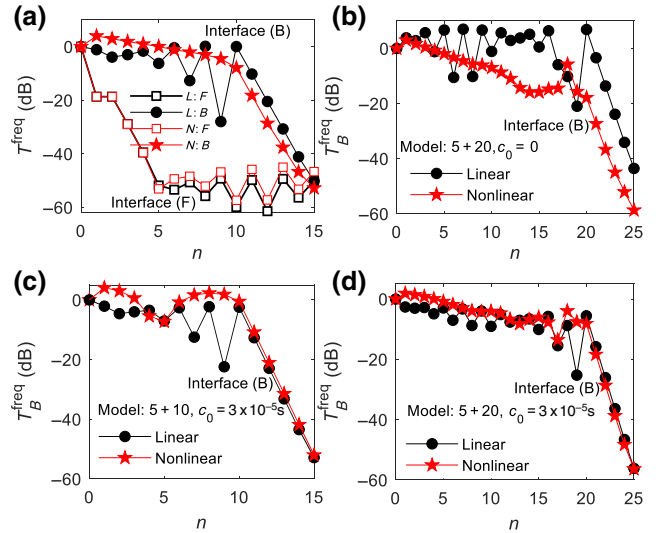 (a)
Interface (B)
0
−20
−40
−60
T^freq (dB)
L: F
L: B
N: F
N: B
Interface (F)
0 5 10 15
n
(b)
0
−20
−40
−60
T_B^freq (dB)
Interface (B)
Model: 5 + 20, c_0 = 0
Linear
Nonlinear
0 5 10 15 20 25
n
(c)
0
−20
−40
−60
T_B^freq (dB)
Interface (B)
Model: 5 + 10, c_0 = 3 x 10^−5 s
Linear
Nonlinear
0 5 10 15
n
(d)
0
−20
−40
−60
T_B^freq (dB)
Interface (B)
Model: 5 + 20, c_0 = 3 x 10^−5 s
Linear
Nonlinear
0 5 10 15 20 25
n